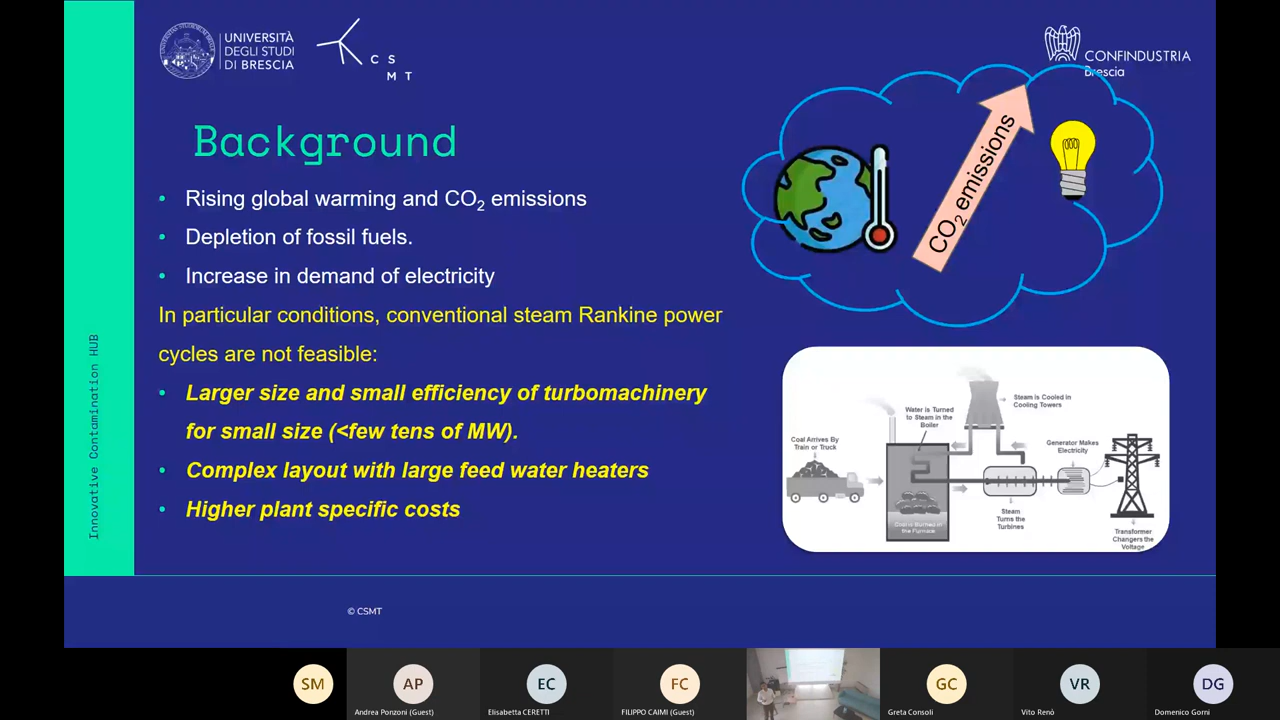 UNIVERSITÀ
DEGLI STUDI
DI BRESCIA
C S
M T
CONFINDUSTRIA
Brescia
Background
• Rising global warming and CO2 emissions
• Depletion of fossil fuels.
• Increase in demand of electricity
In particular conditions, conventional steam Rankine power
cycles are not feasible:
• Larger size and small efficiency of turbomachinery
for small size (<few tens of MW).
• Complex layout with large feed water heaters
• Higher plant specific costs
CO2 emissions
Coal Arrives By
Train or Truck
Water is Turned
to Steam in the
Boiler
Steam is Cooled in
Cooling Towers
Generator Makes
Electricity
Coal is Burned in
the Furnace
Steam
Turns the
Turbines
Transformer
Changers the
Voltage
Innovative Contamination HUB
© CSMT
SM
AP
Andrea Ponzoni (Guest)
EC
Elisabetta CERETTI
FC
FILIPPO CAIMI (Guest)
GC
Greta Consoli
VR
Vito Renò
DG
Domenico Gorni